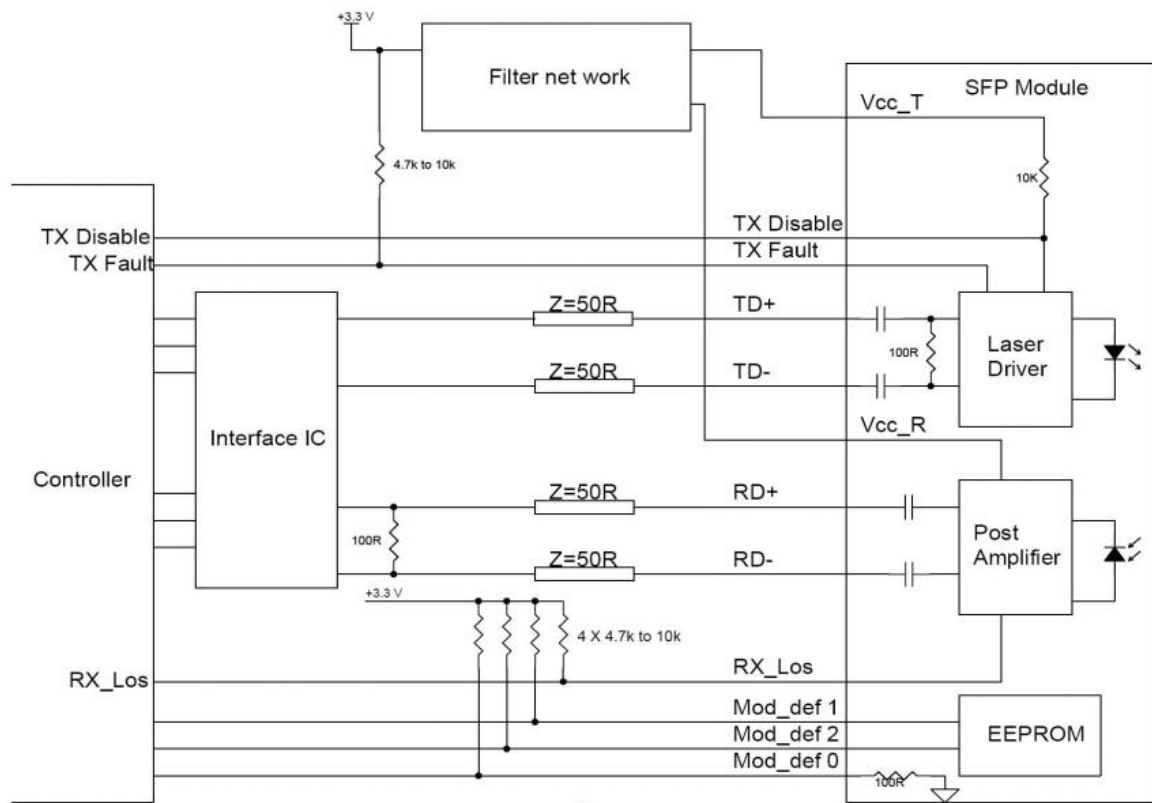 +3.3 V
Filter net work
SFP Module
Vcc_T
4.7k to 10k
10K
TX Disable
TX Disable
TX Fault
TX Fault
Z=50R
TD+
100R
Laser
Driver
Z=50R
TD-
Interface IC
Vcc_R
Controller
Z=50R
RD+
100R
Post
Amplifier
Z=50R
RD-
+3.3 V
4 X 4.7k to 10k
RX_Los
RX_Los
Mod_def 1
Mod_def 2
EEPROM
Mod_def 0
100R